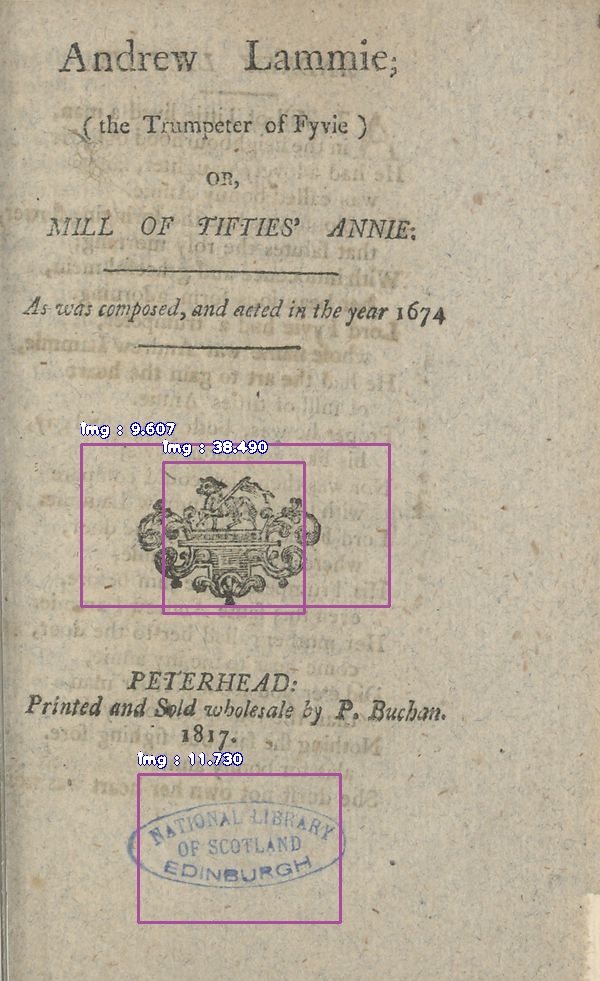 Andrew Lammie;
( the Trumpeter of Fyvie )
OR,
MILL OF TIFTIES' ANNIE:
As was composed, and acted in the year 1674
img : 9.607
img : 38.490
PETERHEAD:
Printed and Sold wholesale by P. Buchan.
1817.
img : 11.730
NATIONAL LIBRARY
OF SCOTLAND
EDINBURGH